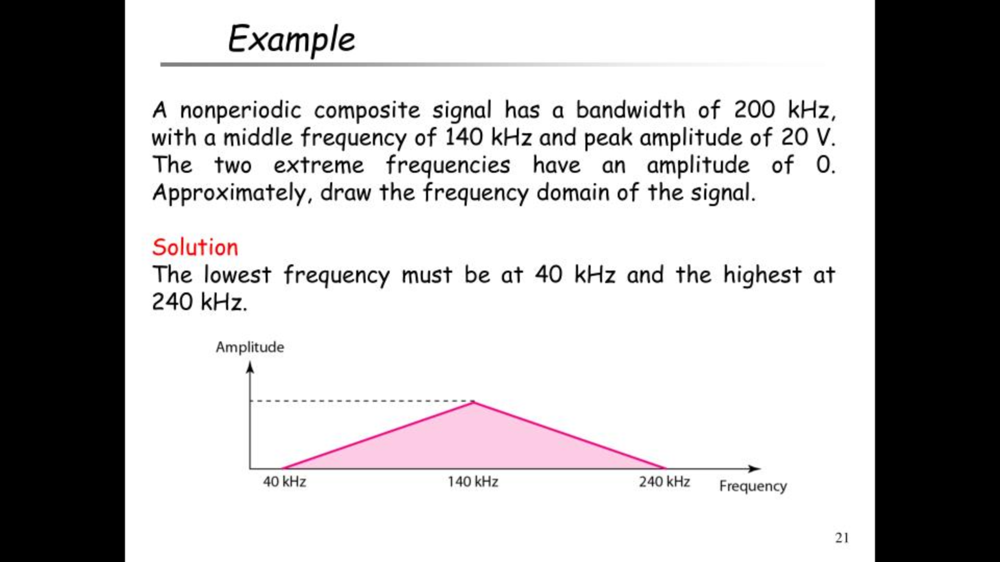 Example
A nonperiodic composite signal has a bandwidth of 200 kHz,
with a middle frequency of 140 kHz and peak amplitude of 20 V.
The two extreme frequencies have an amplitude of 0.
Approximately, draw the frequency domain of the signal.
Solution
The lowest frequency must be at 40 kHz and the highest at
240 kHz.
Amplitude
40 kHz 140 kHz 240 kHz Frequency
21